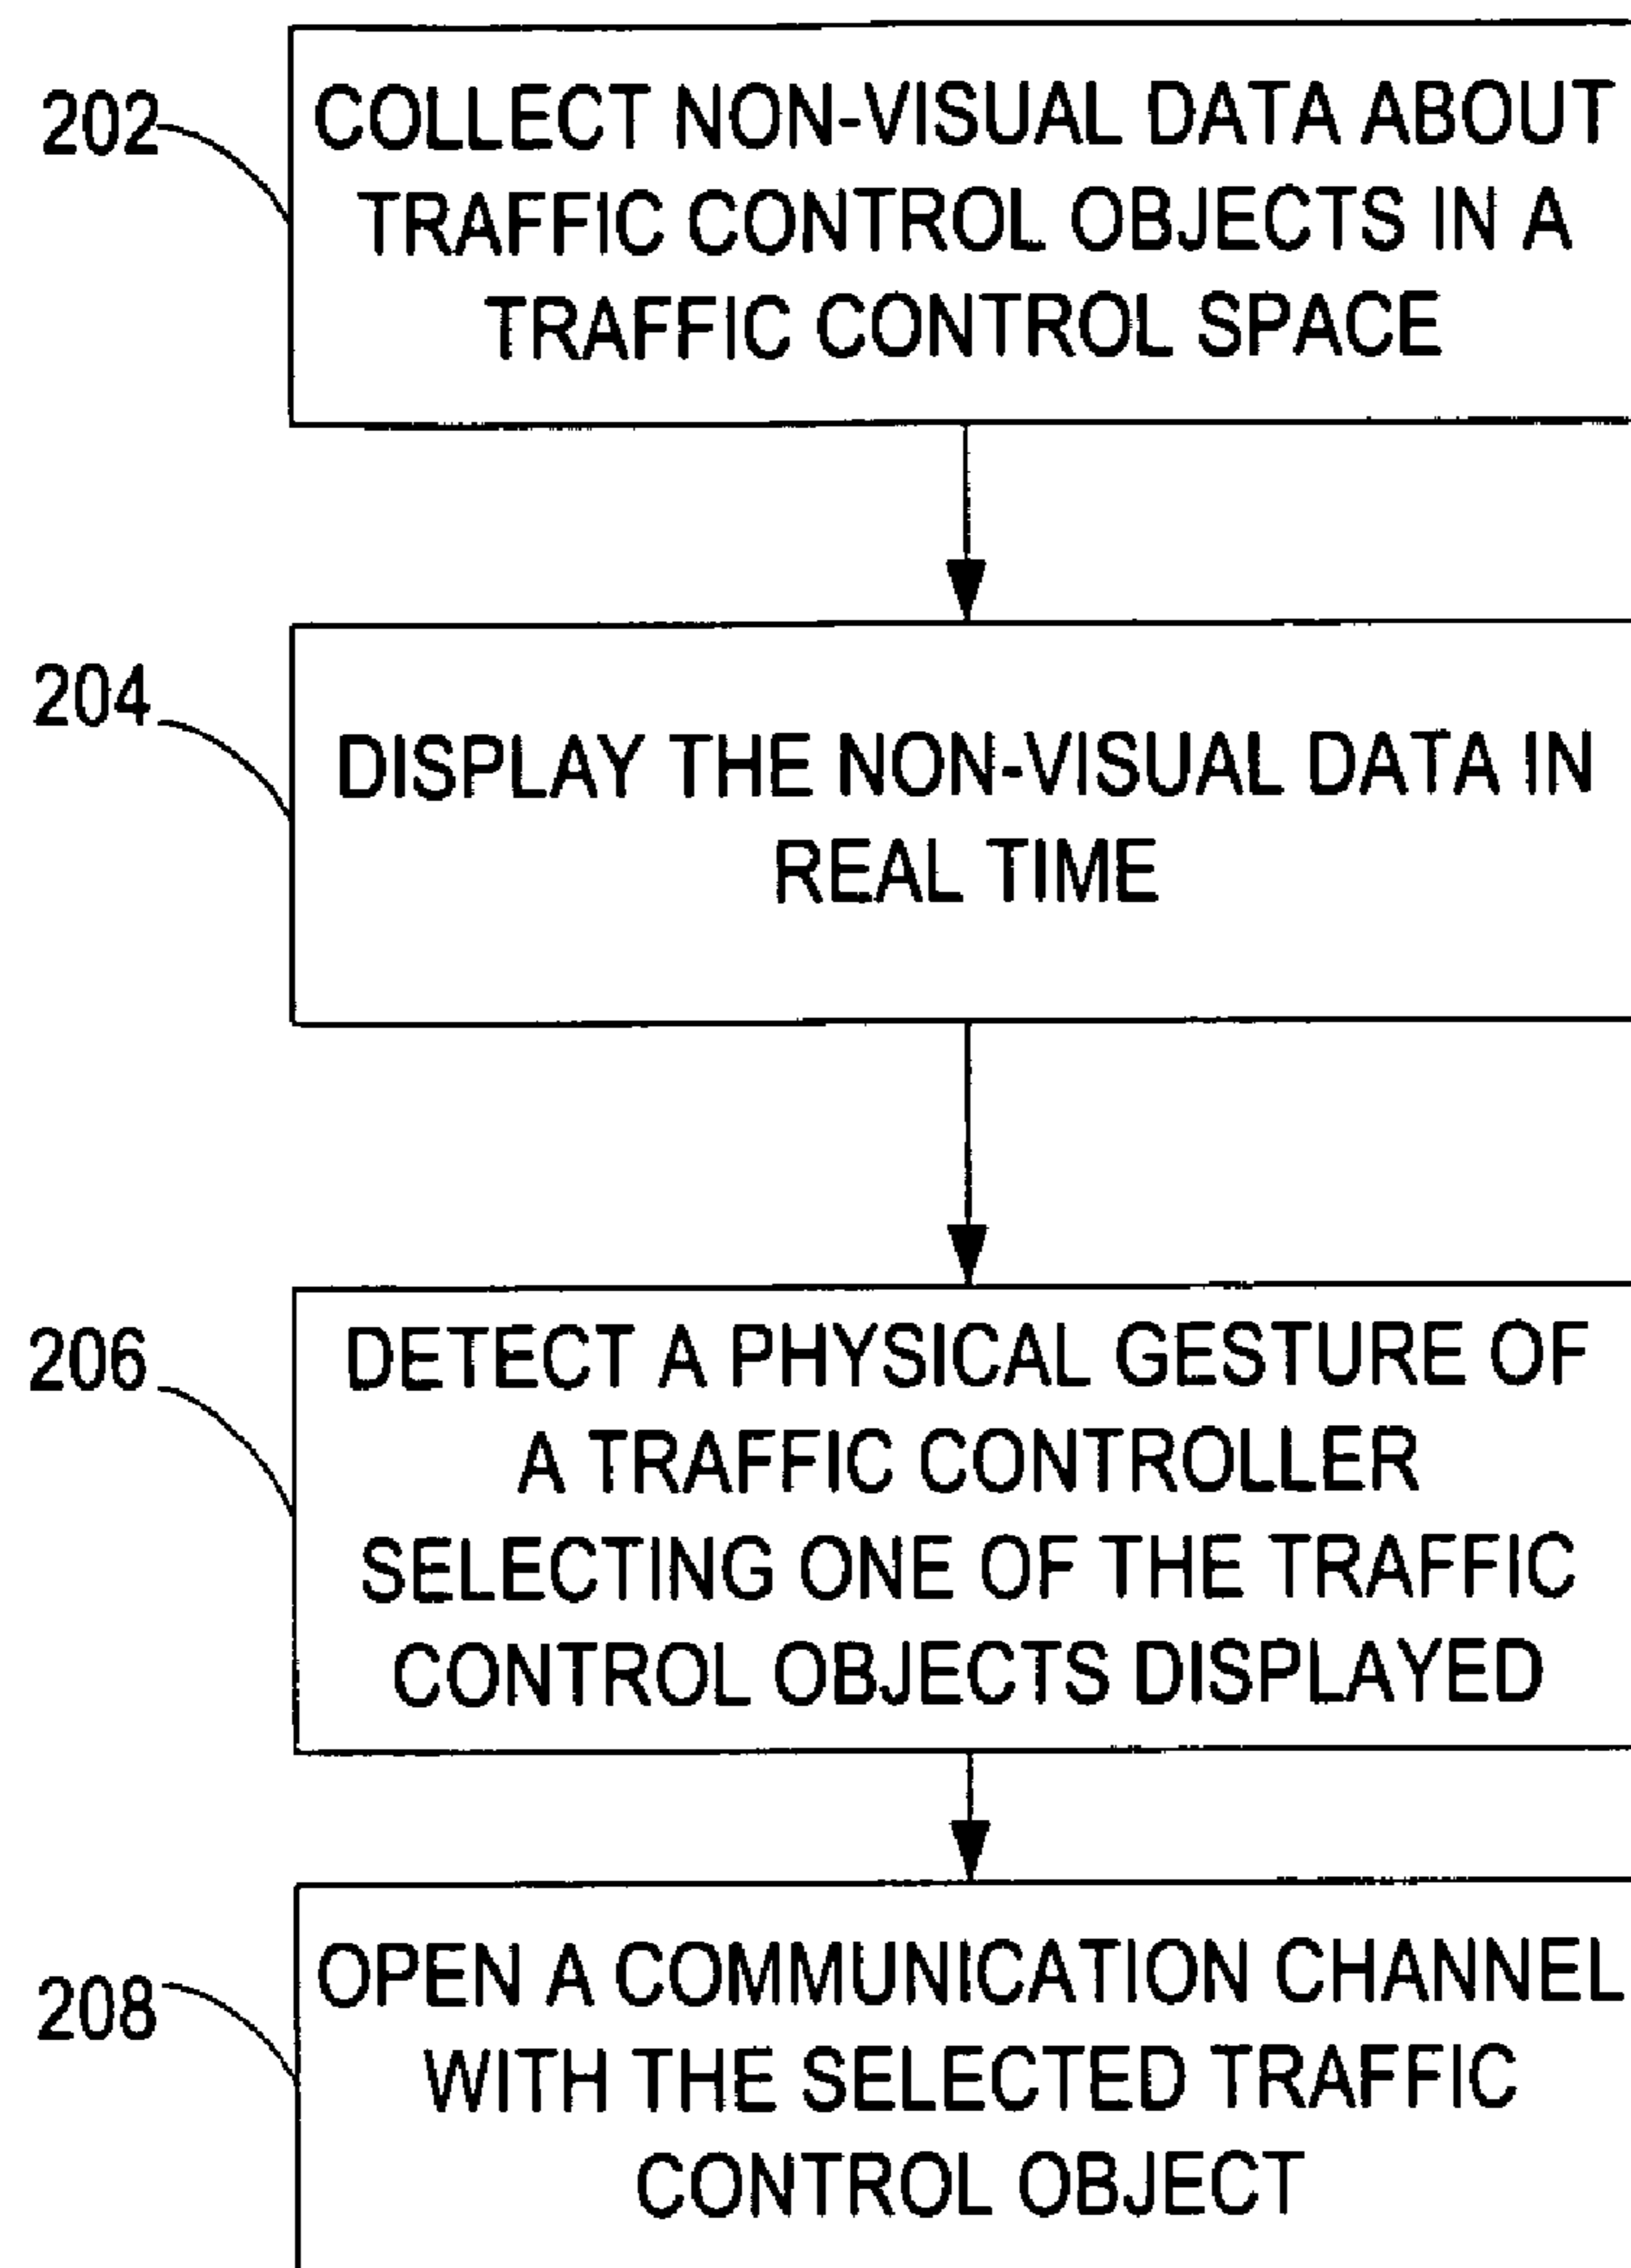 202
COLLECT NON-VISUAL DATA ABOUT
TRAFFIC CONTROL OBJECTS IN A
TRAFFIC CONTROL SPACE
204
DISPLAY THE NON-VISUAL DATA IN
REAL TIME
206
DETECT A PHYSICAL GESTURE OF
A TRAFFIC CONTROLLER
SELECTING ONE OF THE TRAFFIC
CONTROL OBJECTS DISPLAYED
208
OPEN A COMMUNICATION CHANNEL
WITH THE SELECTED TRAFFIC
CONTROL OBJECT